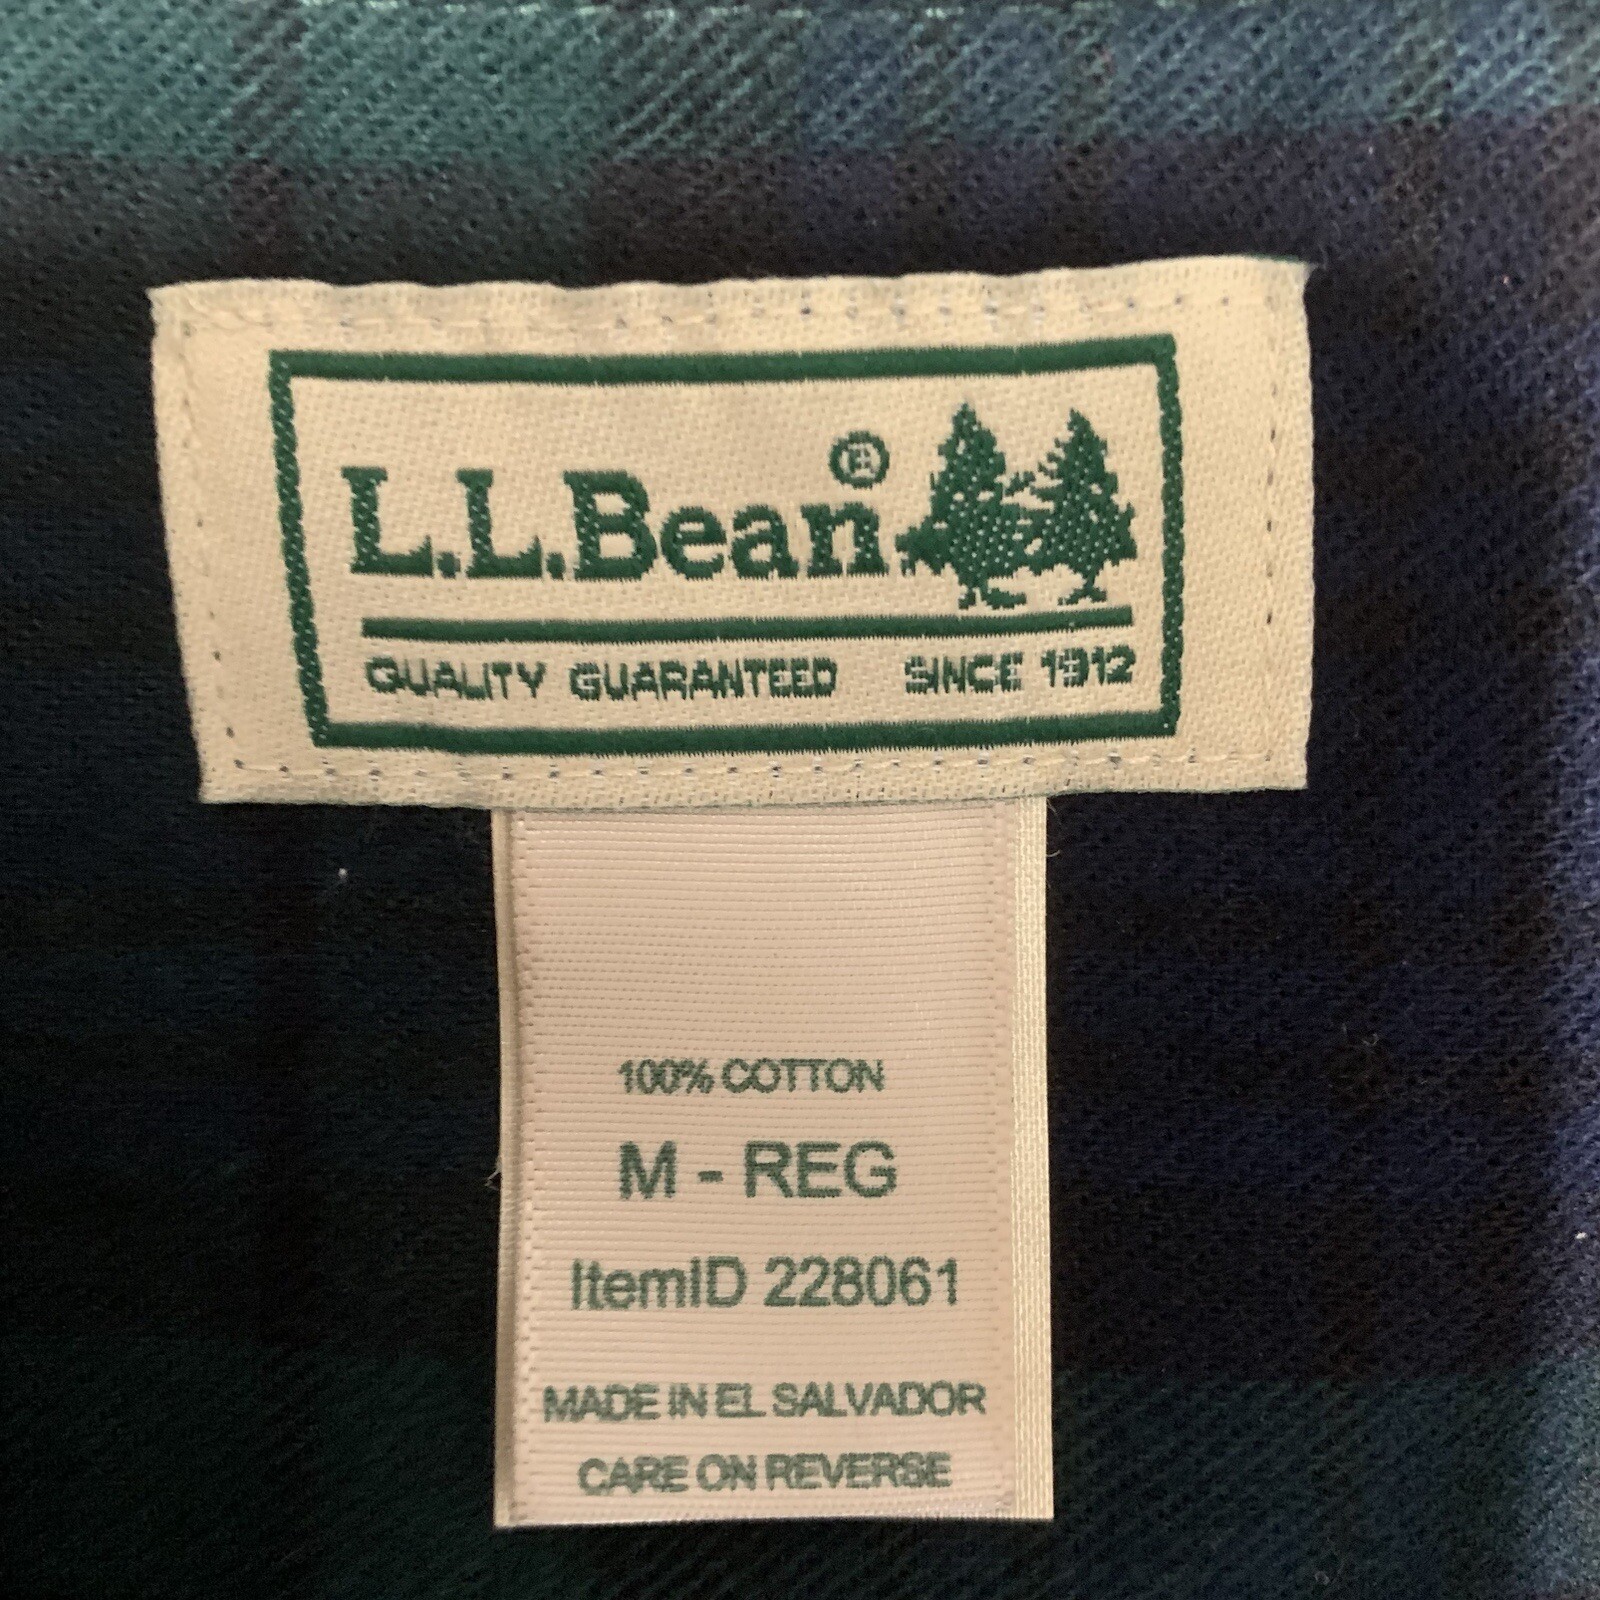 L.L.Bean®
QUALITY GUARANTEED SINCE 1912
100% COTTON
M - REG
ItemID 228061
MADE IN EL SALVADOR
CARE ON REVERSE